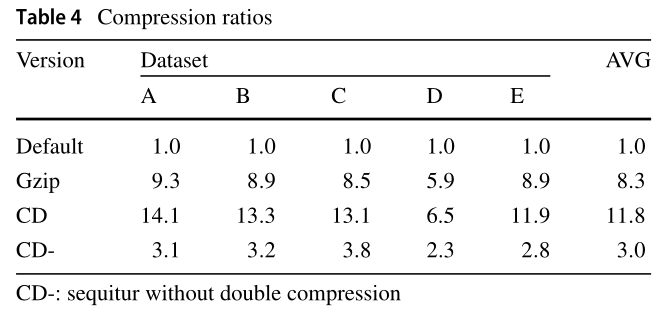 Table 4 Compression ratios
Version Dataset AVG
A B C D E
Default 1.0 1.0 1.0 1.0 1.0 1.0
Gzip 9.3 8.9 8.5 5.9 8.9 8.3
CD 14.1 13.3 13.1 6.5 11.9 11.8
CD- 3.1 3.2 3.8 2.3 2.8 3.0
CD-: sequitur without double compression